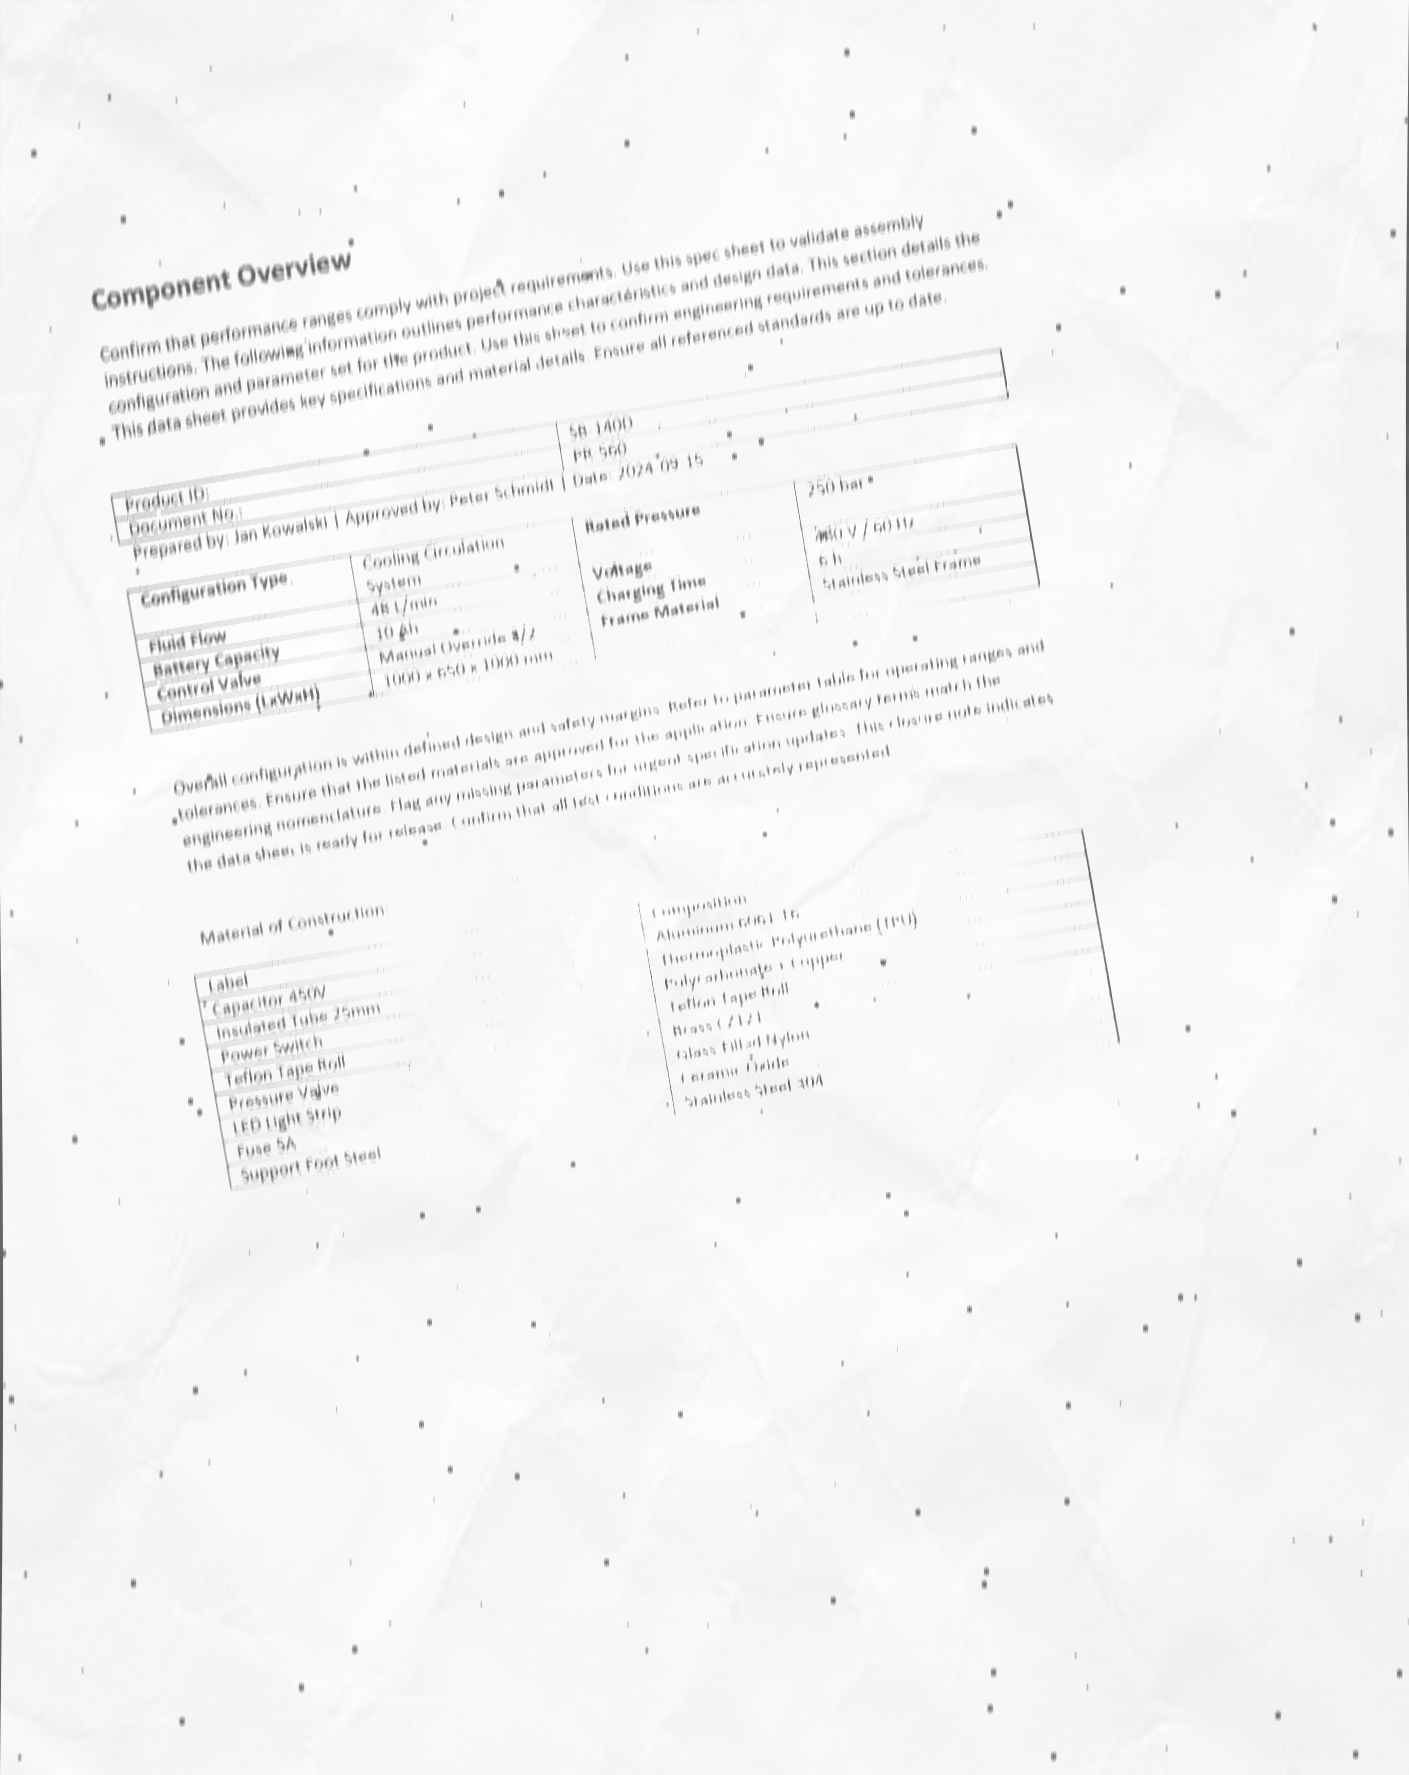 Component Overview
Confirm that performance ranges comply with project requirements. Use this spec sheet to validate assembly
instructions. The following information outlines performance characteristics and design data. This section details the
configuration and parameter set for the product. Use this sheet to confirm engineering requirements and tolerances.
This data sheet provides key specifications and material details. Ensure all referenced standards are up to date.
Product ID: SB-1400
Document No.: PR-560
Prepared by: Jan Kowalski | Approved by: Peter Schmidt | Date: 2024-09-15
Configuration Type Cooling Circulation System Rated Pressure 250 bar
Fluid Flow 48 L/min Voltage 480 V / 60 Hz
Battery Capacity 10 Ah Charging Time 6 h
Control Valve Manual Override Frame Material Stainless Steel Frame
Dimensions (LxWxH) 1000 x 650 x 1000 mm
Overall configuration is within defined design and safety margins. Refer to parameter table for operating ranges and
tolerances. Ensure that the listed materials are approved for the application. Ensure glossary terms match the
engineering nomenclature. Flag any missing parameters for urgent specification updates. This closure note indicates
the data sheet is ready for release. Confirm that all test conditions are accurately represented.
Material of Construction
Label Composition
Capacitor 450V Aluminum 6061-T6
Insulated Tube 25mm Thermoplastic Polyurethane (TPU)
Power Switch Polycarbonate + Copper
Teflon Tape Roll Teflon Tape Roll
Pressure Valve Brass
LED Light Strip Glass-Filled Nylon
Fuse 5A Ceramic Oxide
Support Foot Steel Stainless Steel 304